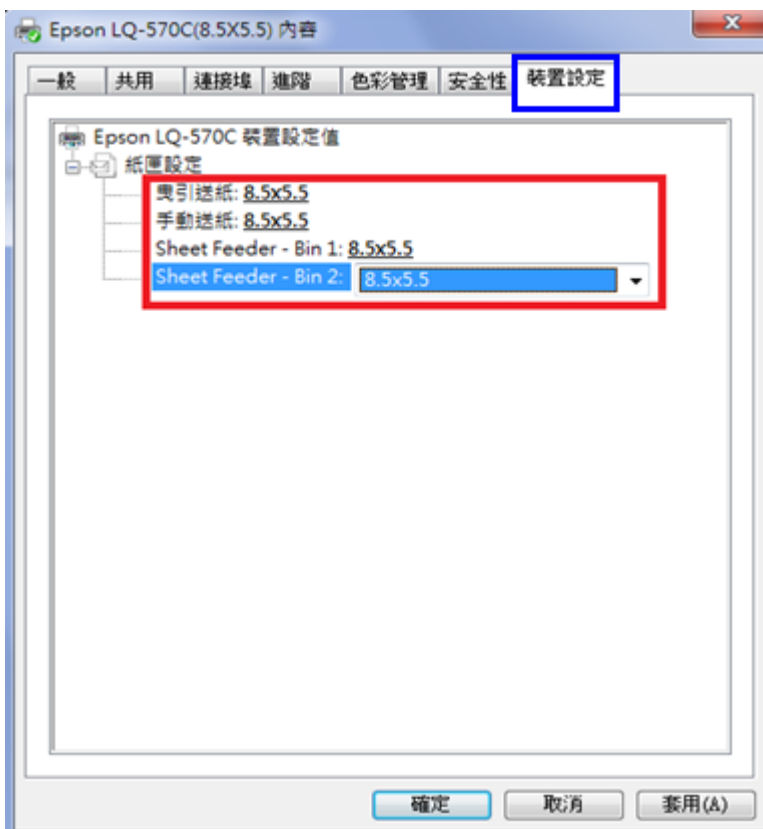 Epson LQ-570C(8.5X5.5) 內容
一般 共用 連接埠 進階 色彩管理 安全性 裝置設定
Epson LQ-570C 裝置設定值
紙匣設定
曳引送紙: 8.5x5.5
手動送紙: 8.5x5.5
Sheet Feeder - Bin 1: 8.5x5.5
Sheet Feeder - Bin 2: 8.5x5.5
確定 取消 套用(A)